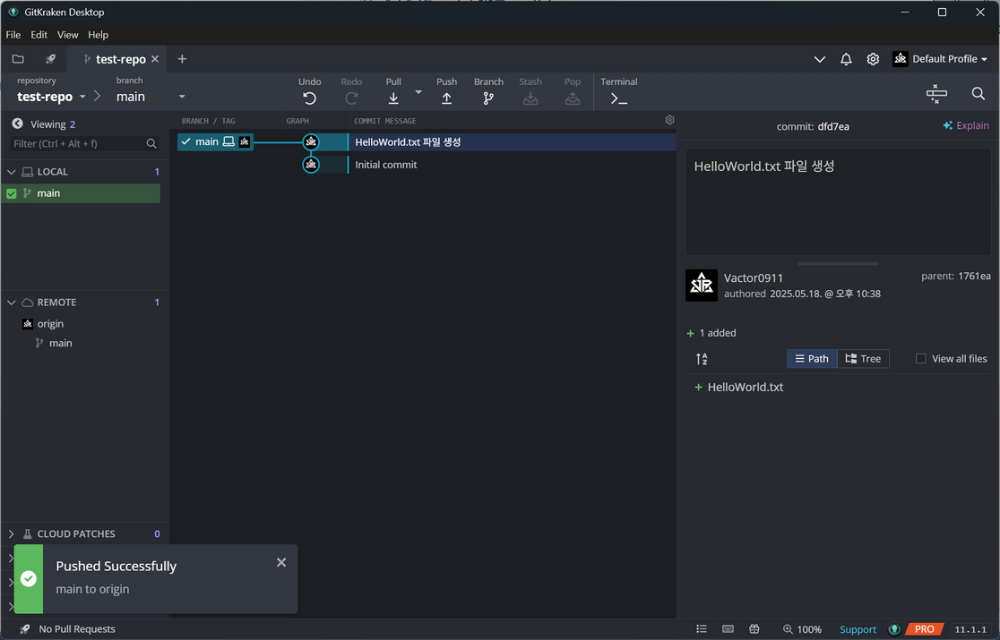 GitKraken Desktop
File Edit View Help
test-repo
Default Profile
repository
test-repo
branch
main
Undo Redo Pull Push Branch Stash Pop Terminal
Viewing 2
Filter (Ctrl + Alt + f)
LOCAL 1
main
REMOTE 1
origin
main
CLOUD PATCHES 0
BRANCH / TAG GRAPH COMMIT MESSAGE
main HelloWorld.txt 파일 생성
Initial commit
commit: dfd7ea
Explain
HelloWorld.txt 파일 생성
Vactor0911
authored 2025.05.18. @ 오후 10:38
parent: 1761ea
1 added
Path Tree View all files
HelloWorld.txt
Pushed Successfully
main to origin
No Pull Requests
100% Support PRO 11.1.1